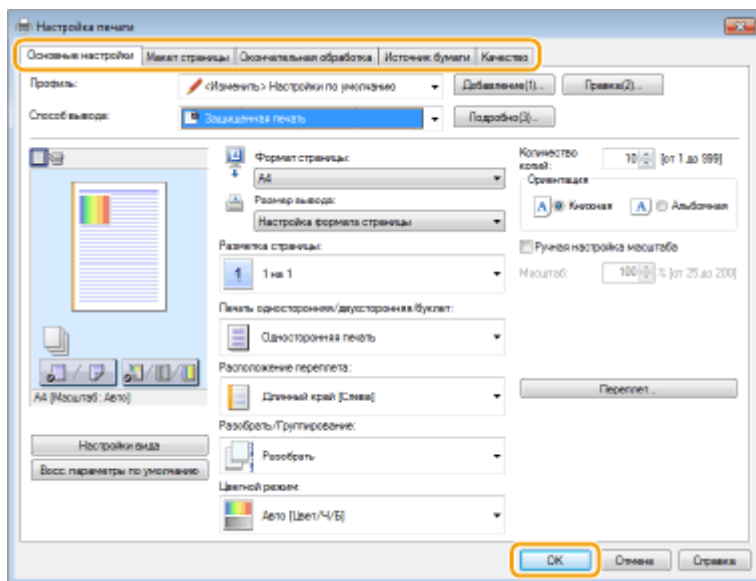 Настройка печати
Основные настройки Макет страницы Окончательная обработка Источник бумаги Качество
Профиль: <Изменить> Настройки по умолчанию Добавление(1)... Правка(2)...
Способ вывода: Защищенная печать Подробно(3)...
Формат страницы:
A4
Размер вывода:
Настройка формата страницы
Разметка страницы:
1 1 на 1
Печать односторонняя/двухсторонняя/буклет:
Односторонняя печать
Расположение переплета:
Длинный край [Слева]
Разобрать/Группирование:
Разобрать
Цветной режим:
Авто [Цвет/Ч/Б]
Количество копий: 10 [от 1 до 999]
Ориентация
A Книжная A Альбомная
Ручная настройка масштаба
Масштаб: 100 % [от 25 до 200]
Переплет...
A4 [Масштаб: Авто]
Настройки вида
Восс. параметры по умолчанию
OK Отмена Справка